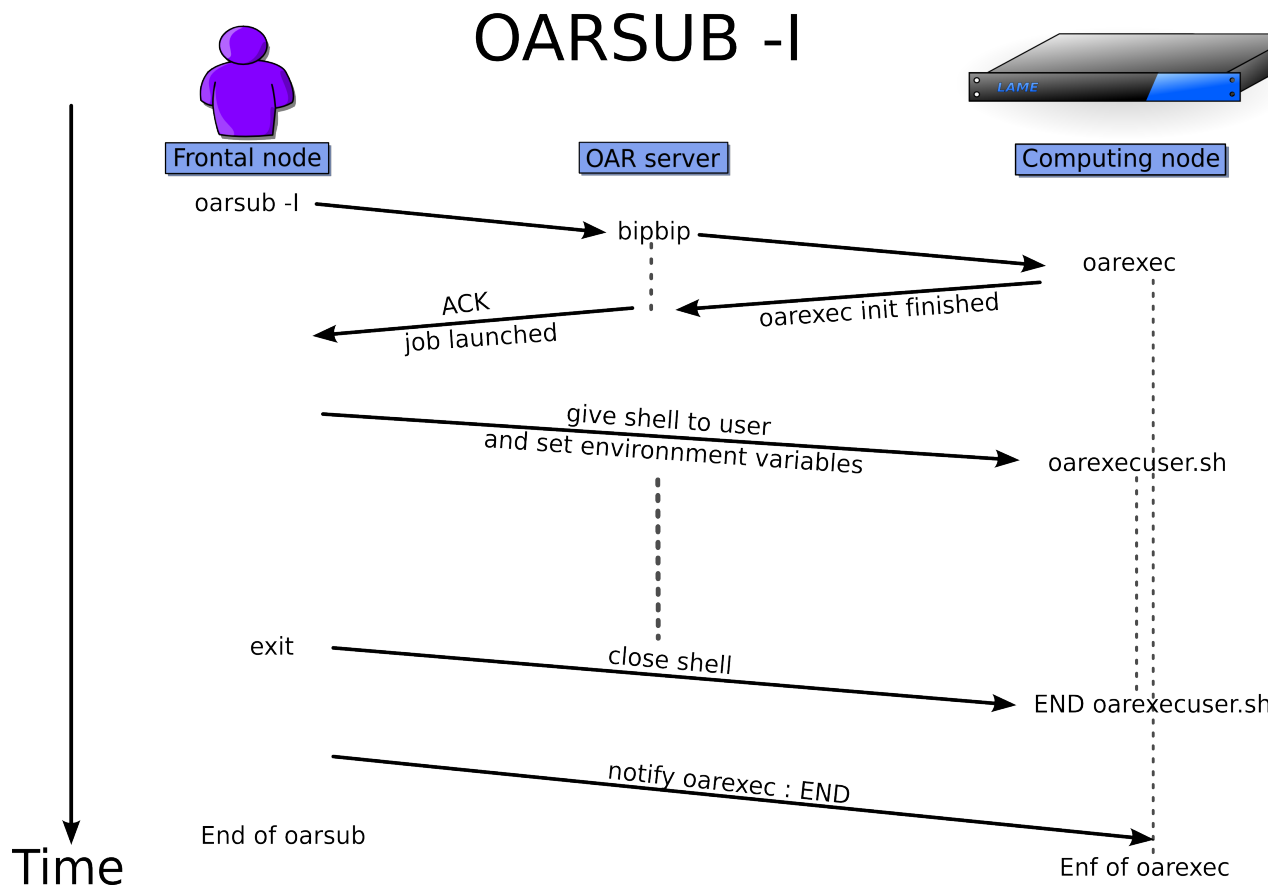 OARSUB -I
LAME
Frontal node
OAR server
Computing node
oarsub -I
bipbip
oarexec
ACK
job launched
oarexec init finished
give shell to user
and set environnment variables
oarexecuser.sh
exit
close shell
END oarexecuser.sh
notify oarexec : END
End of oarsub
Time
Enf of oarexec